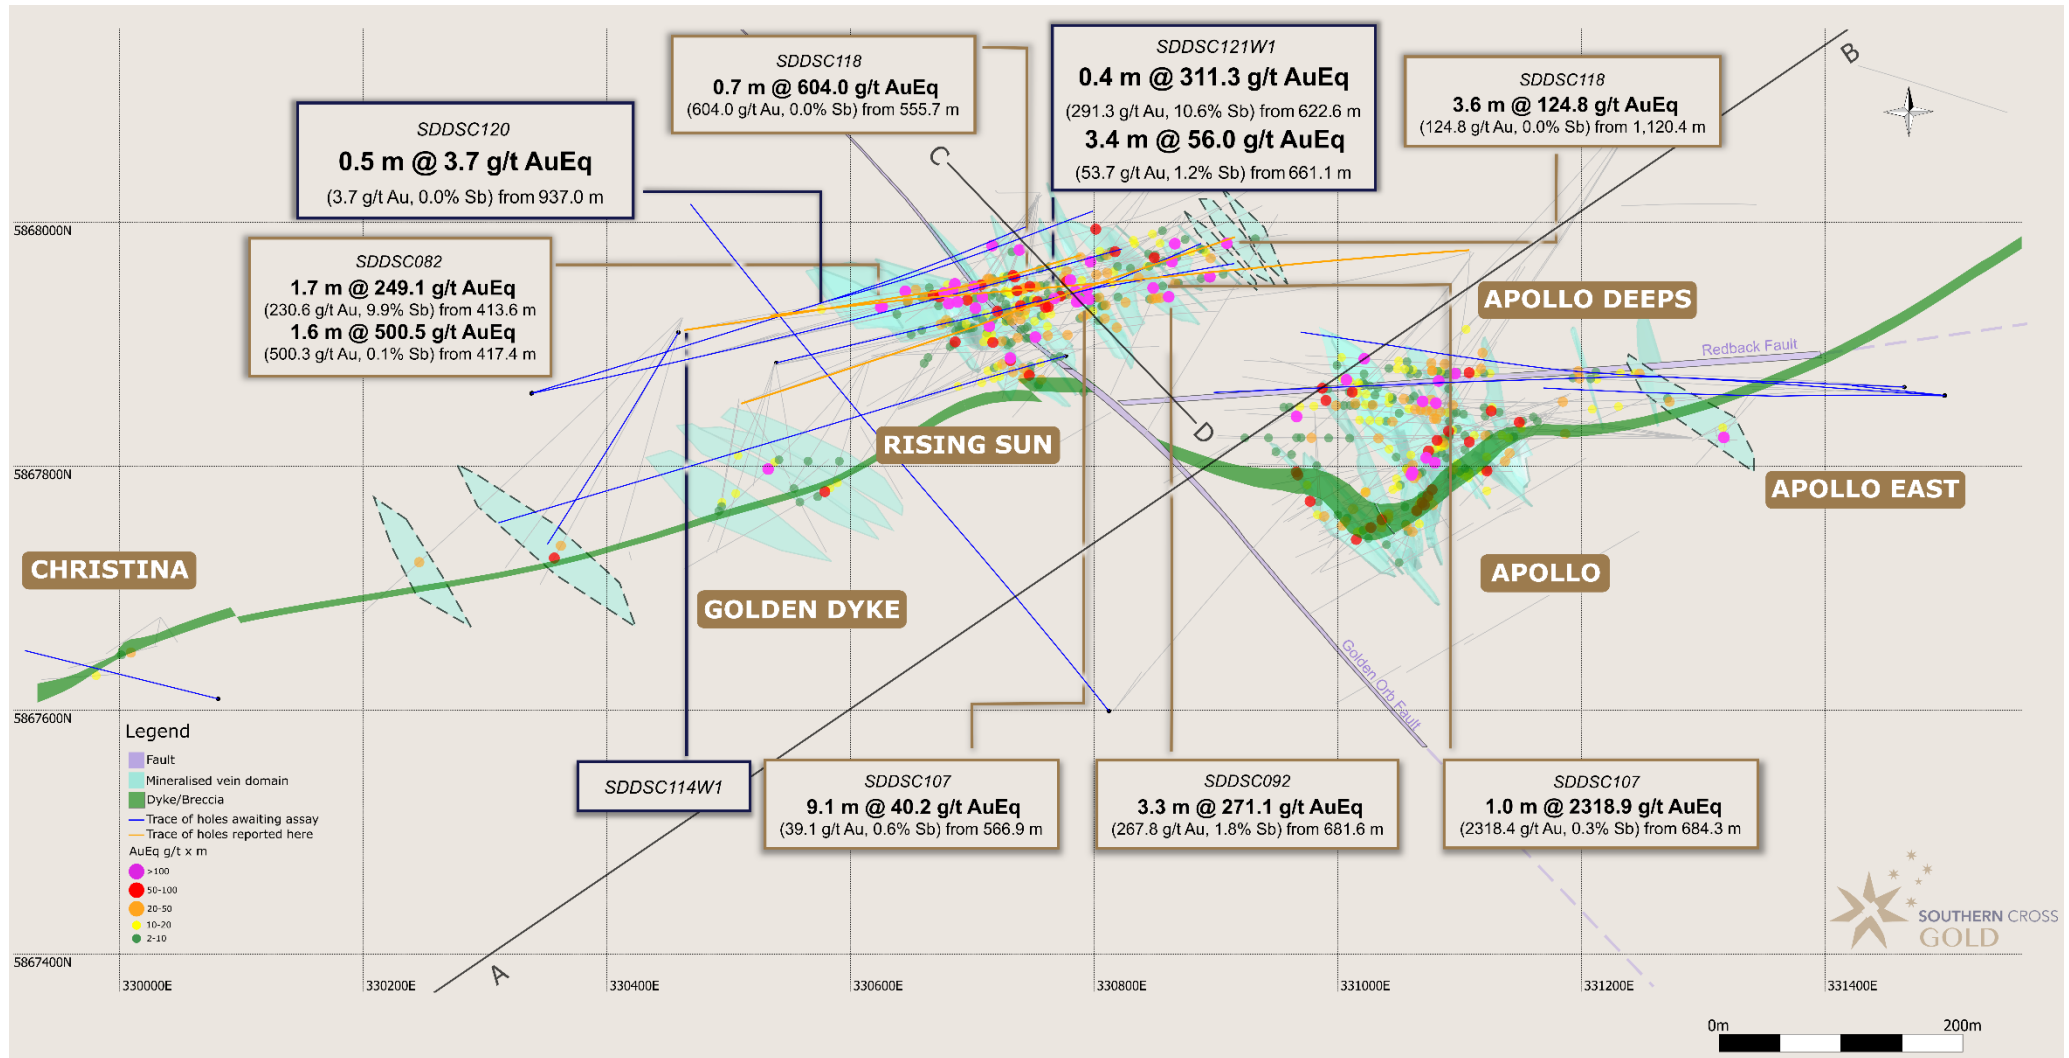 SDDSC118
0.7 m @ 604.0 g/t AuEq
(604.0 g/t Au, 0.0% Sb) from 555.7 m
SDDSC121W1
0.4 m @ 311.3 g/t AuEq
(291.3 g/t Au, 10.6% Sb) from 622.6 m
3.4 m @ 56.0 g/t AuEq
(53.7 g/t Au, 1.2% Sb) from 661.1 m
SDDSC118
3.6 m @ 124.8 g/t AuEq
(124.8 g/t Au, 0.0% Sb) from 1,120.4 m
B
SDDSC120
0.5 m @ 3.7 g/t AuEq
(3.7 g/t Au, 0.0% Sb) from 937.0 m
C
5868000N
SDDSC082
1.7 m @ 249.1 g/t AuEq
(230.6 g/t Au, 9.9% Sb) from 413.6 m
1.6 m @ 500.5 g/t AuEq
(500.3 g/t Au, 0.1% Sb) from 417.4 m
APOLLO DEEPS
Redback Fault
RISING SUN
D
5867800N
APOLLO EAST
CHRISTINA
APOLLO
GOLDEN DYKE
Golden Orb Fault
5867600N
Legend
Fault
Mineralised vein domain
Dyke/Breccia
Trace of holes awaiting assay
Trace of holes reported here
AuEq g/t x m
>100
50-100
20-50
10-20
2-10
SDDSC114W1
SDDSC107
9.1 m @ 40.2 g/t AuEq
(39.1 g/t Au, 0.6% Sb) from 566.9 m
SDDSC092
3.3 m @ 271.1 g/t AuEq
(267.8 g/t Au, 1.8% Sb) from 681.6 m
SDDSC107
1.0 m @ 2318.9 g/t AuEq
(2318.4 g/t Au, 0.3% Sb) from 684.3 m
SOUTHERN CROSS
GOLD
5867400N
A
330000E
330200E
330400E
330600E
330800E
331000E
331200E
331400E
0m
200m